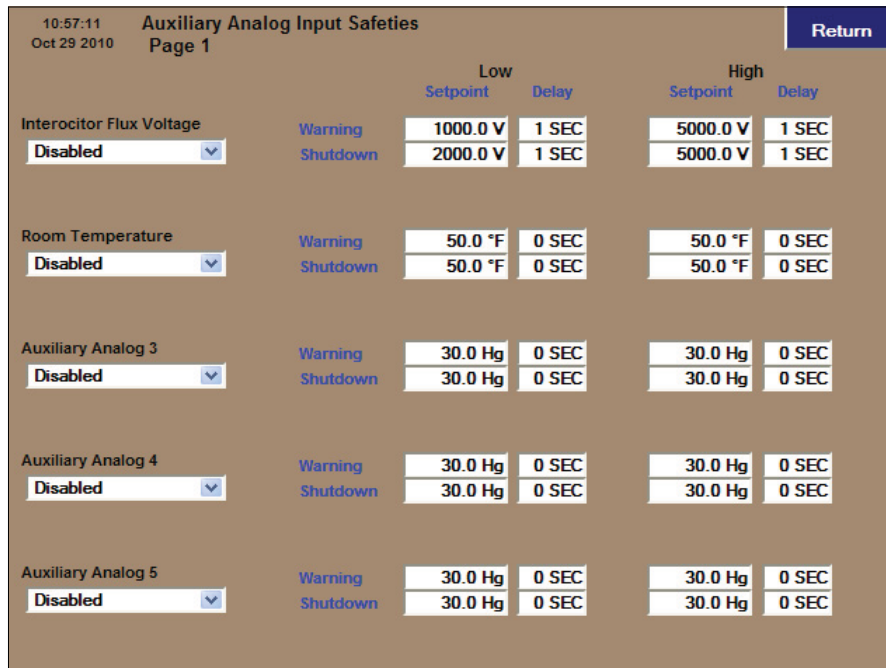 10:57:11 Auxiliary Analog Input Safeties
Oct 29 2010 Page 1
Return
Low High
Setpoint Delay Setpoint Delay
Interocitor Flux Voltage Warning 1000.0 V 1 SEC 5000.0 V 1 SEC
Disabled Shutdown 2000.0 V 1 SEC 5000.0 V 1 SEC
Room Temperature Warning 50.0 °F 0 SEC 50.0 °F 0 SEC
Disabled Shutdown 50.0 °F 0 SEC 50.0 °F 0 SEC
Auxiliary Analog 3 Warning 30.0 Hg 0 SEC 30.0 Hg 0 SEC
Disabled Shutdown 30.0 Hg 0 SEC 30.0 Hg 0 SEC
Auxiliary Analog 4 Warning 30.0 Hg 0 SEC 30.0 Hg 0 SEC
Disabled Shutdown 30.0 Hg 0 SEC 30.0 Hg 0 SEC
Auxiliary Analog 5 Warning 30.0 Hg 0 SEC 30.0 Hg 0 SEC
Disabled Shutdown 30.0 Hg 0 SEC 30.0 Hg 0 SEC